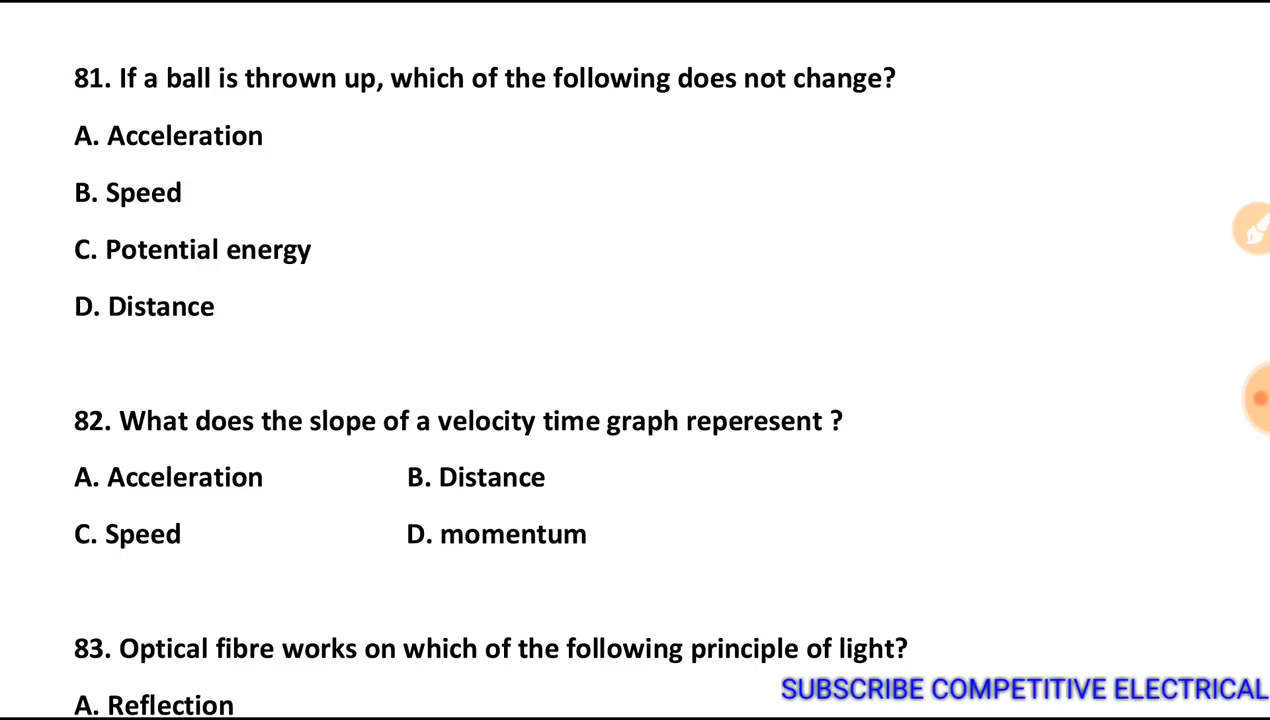 81. If a ball is thrown up, which of the following does not change?
A. Acceleration
B. Speed
C. Potential energy
D. Distance
82. What does the slope of a velocity time graph reperesent ?
A. Acceleration B. Distance
C. Speed D. momentum
83. Optical fibre works on which of the following principle of light?
SUBSCRIBE COMPETITIVE ELECTRICAL
A. Reflection